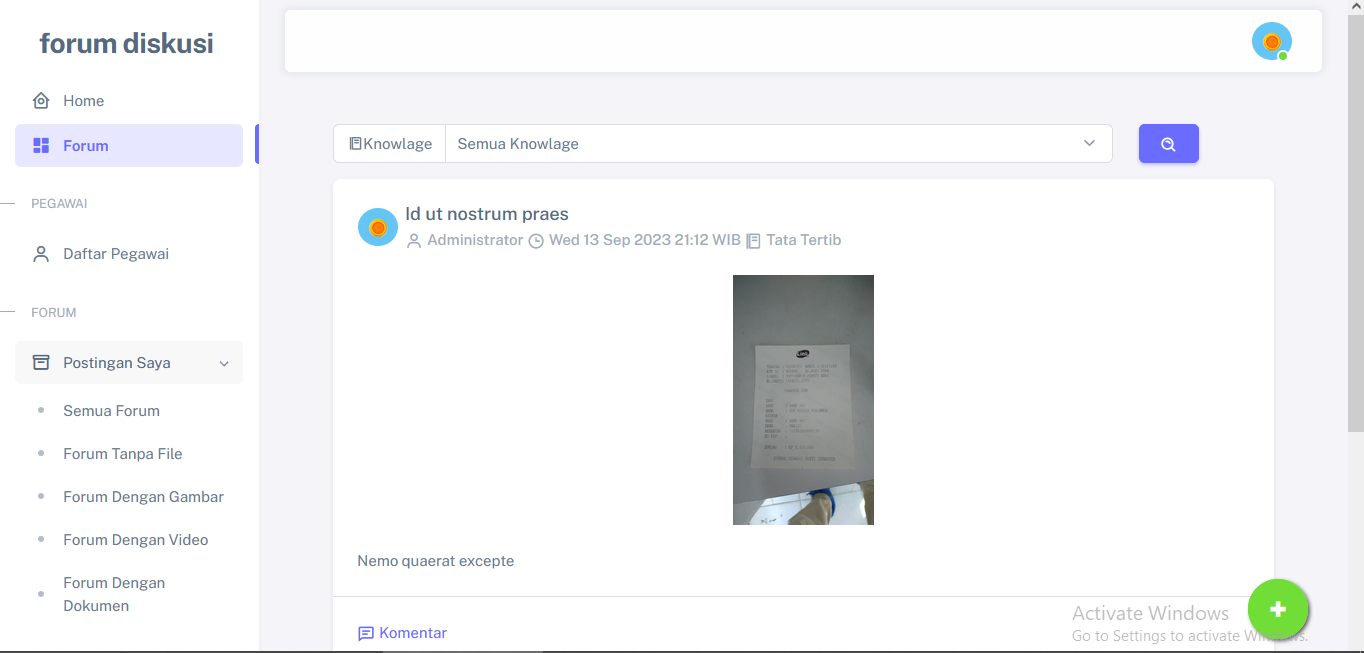 forum diskusi
Home
Forum
PEGAWAI
Daftar Pegawai
FORUM
Postingan Saya
Semua Forum
Forum Tanpa File
Forum Dengan Gambar
Forum Dengan Video
Forum Dengan
Dokumen
Knowlage
Semua Knowlage
Id ut nostrum praes
Administrator Wed 13 Sep 2023 21:12 WIB Tata Tertib
Nemo quaerat excepte
Komentar
Activate Windows
Go to Settings to activate Windows.